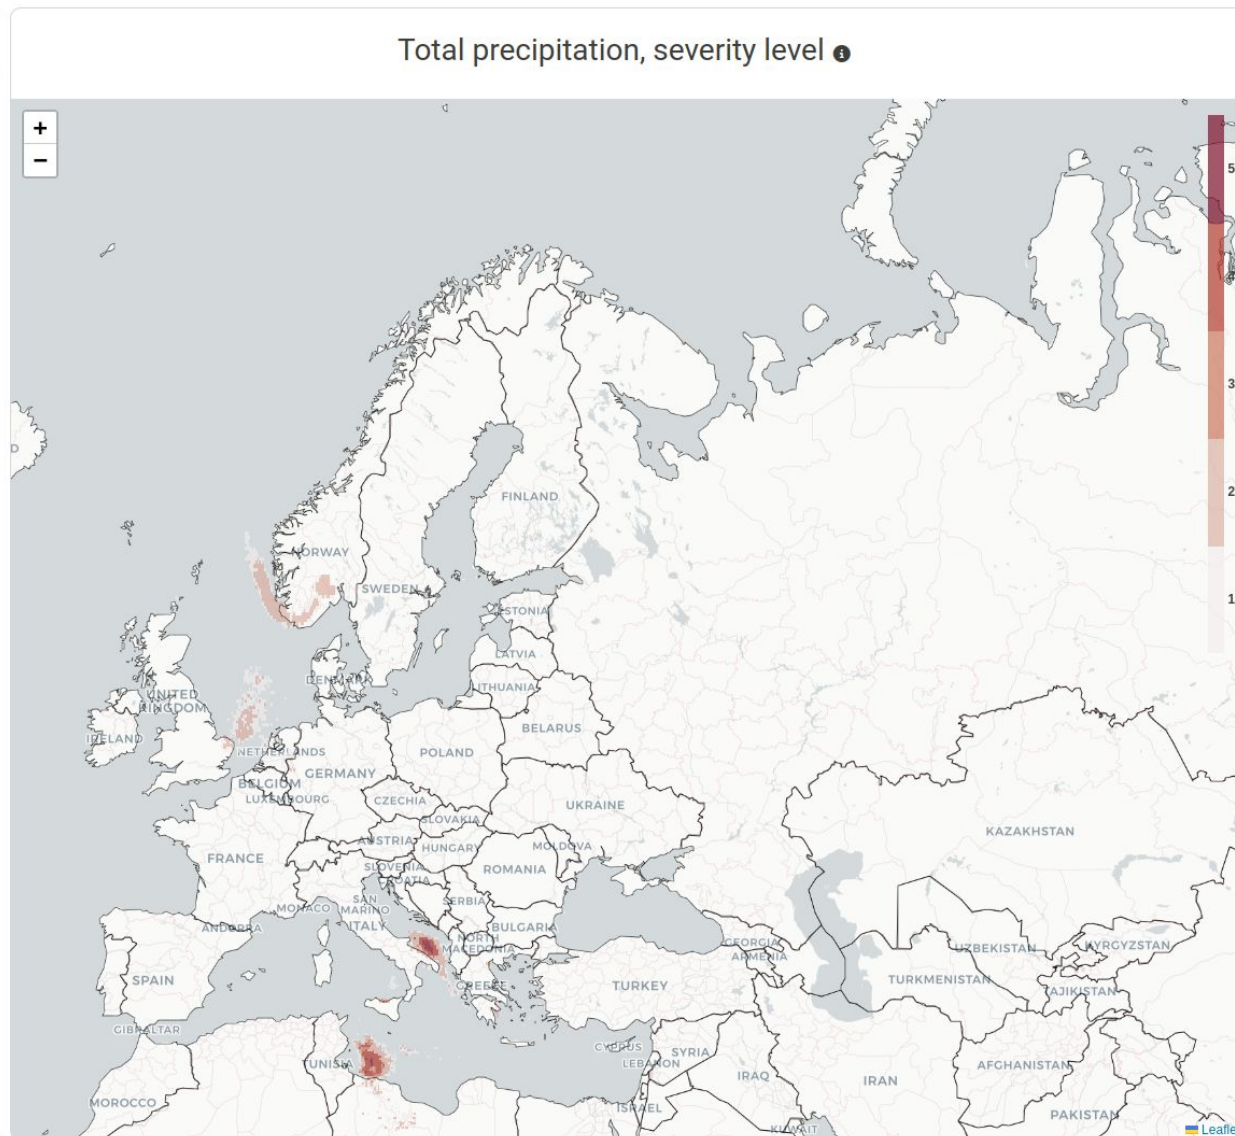 Total precipitation, severity level
+
−
5
4
3
2
1
FINLAND
NORWAY
SWEDEN
ESTONIA
LATVIA
DENMARK
LITHUANIA
UNITED
KINGDOM
BELARUS
IRELAND
NETHERLANDS
POLAND
GERMANY
BELGIUM
LUXEMBOURG
CZECHIA
UKRAINE
SLOVAKIA
KAZAKHSTAN
AUSTRIA
HUNGARY
MOLDOVA
FRANCE
SLOVENIA
ROMANIA
CROATIA
SAN
MARINO
SERBIA
MONACO
ITALY
ANDORRA
BULGARIA
NORTH
MACEDONIA
GEORGIA
ARMENIA
UZBEKISTAN
KYRGYZSTAN
SPAIN
GREECE
TURKEY
TURKMENISTAN
TAJIKISTAN
GIBRALTAR
CYPRUS
LEBANON
SYRIA
TUNISIA
AFGHANISTAN
IRAQ
IRAN
MOROCCO
ISRAEL
PAKISTAN
KUWAIT
Leafle